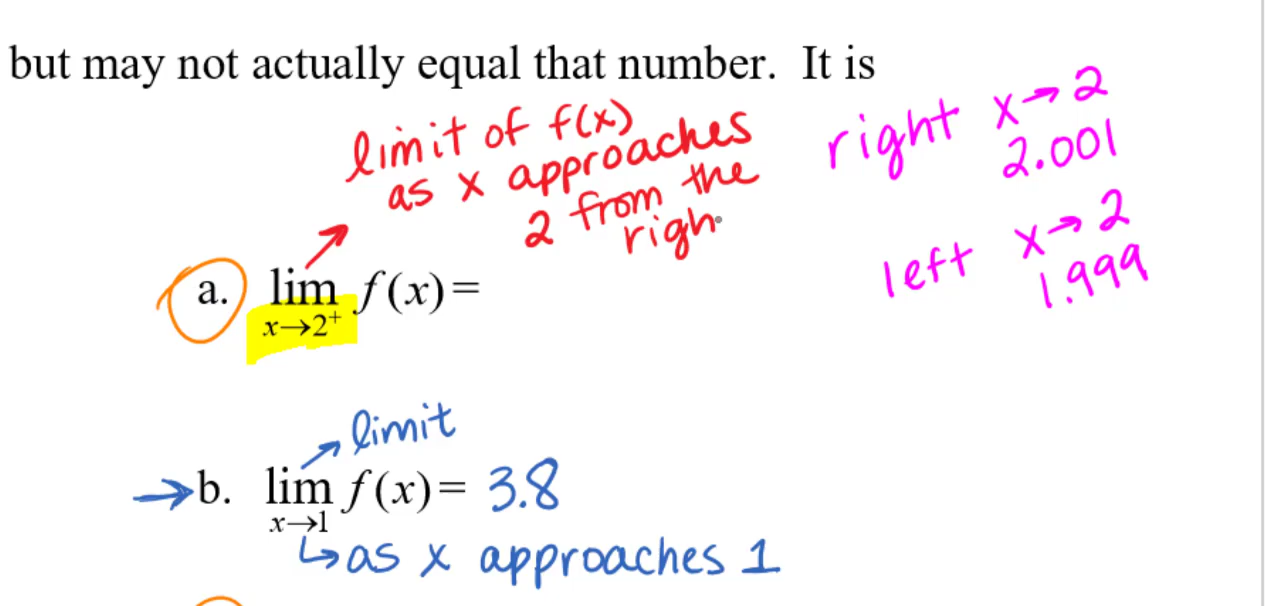 but may not actually equal that number. It is
limit of f(x)
as x approaches
2 from the
righ
right x→2
2.001
left x→2
1.999
a. lim f(x)=
x→2⁺
limit
→b. lim f(x)= 3.8
x→1
↳as x approaches 1